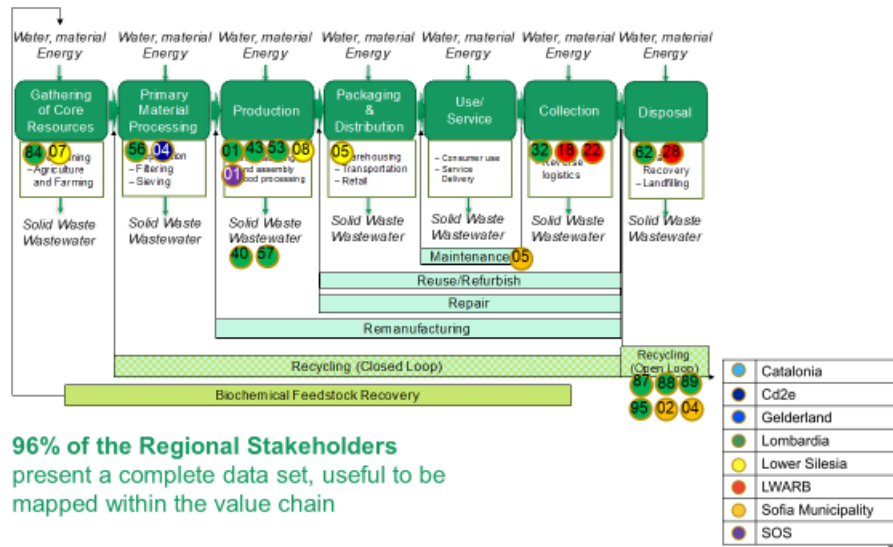 Water, material
Energy
Water, material
Energy
Water, material
Energy
Water, material
Energy
Water, material
Energy
Water, material
Energy
Water, material
Energy
Gathering
of Core
Resources
Primary
Material
Processing
Production
Packaging
&
Distribution
Use/
Service
Collection
Disposal
64 07
–Agriculture
and Farming
56 04
–Filtering
–Sieving
01 43 53 08
01
and assembly
food processing
05
–Transportation
–Retail
–Consumer use
–Service
Delivery
32 18 22
logistics
62 28
Recovery
–Landfilling
Solid Waste
Wastewater
Solid Waste
Wastewater
Solid Waste
Wastewater
40 57
Solid Waste
Wastewater
Solid Waste
Wastewater
Solid Waste
Wastewater
Solid Waste
Wastewater
Maintenance 05
Reuse/Refurbish
Repair
Remanufacturing
Recycling (Closed Loop)
Recycling
(Open Loop)
87 88 89
95 02 04
Biochemical Feedstock Recovery
96% of the Regional Stakeholders
present a complete data set, useful to be
mapped within the value chain
Catalonia
Cd2e
Gelderland
Lombardia
Lower Silesia
LWARB
Sofia Municipality
SOS